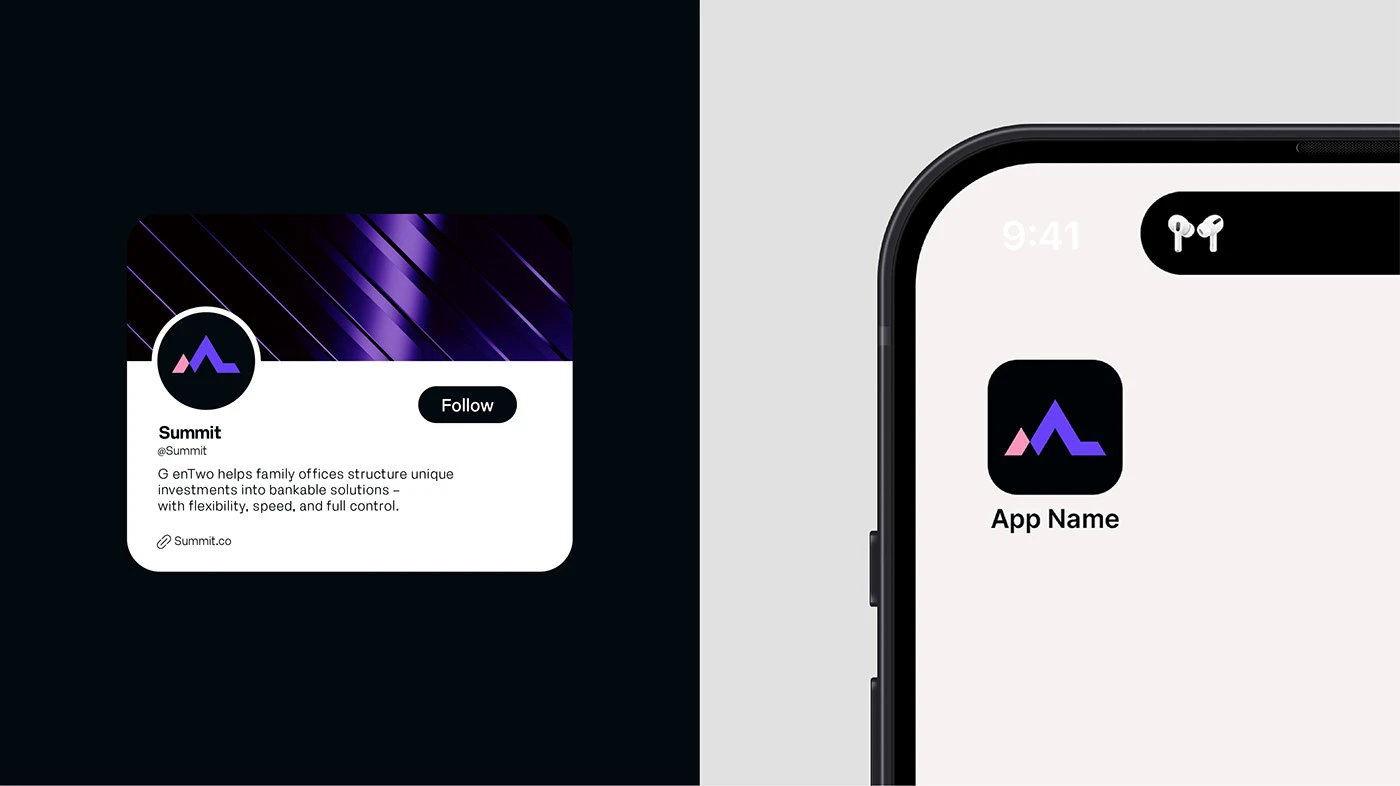 Follow
Summit
@Summit
G enTwo helps family offices structure unique
investments into bankable solutions –
with flexibility, speed, and full control.
Summit.co
9:41
App Name